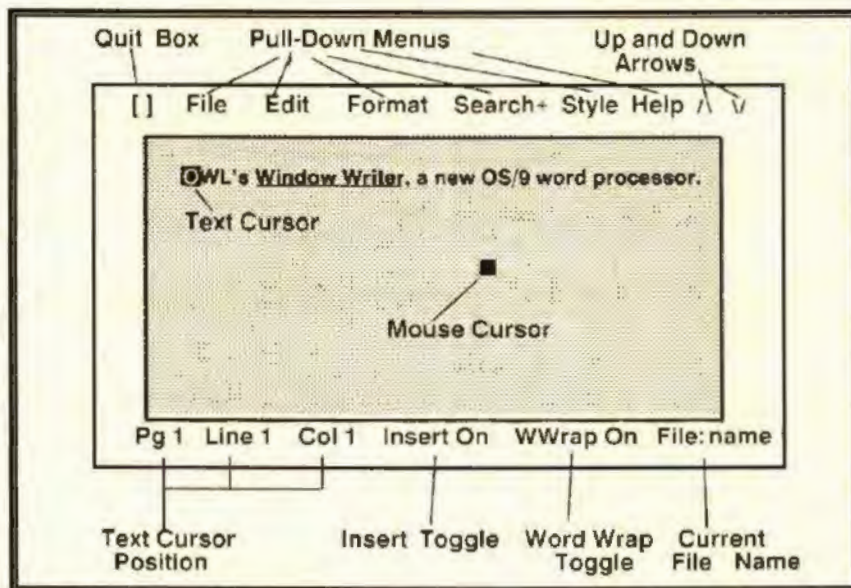 Quit Box Pull-Down Menus Up and Down
Arrows
[ ] File Edit Format Search+ Style Help /\ \/
OWL's Window Writer, a new OS/9 word processor.
Text Cursor
Mouse Cursor
Pg 1 Line 1 Col 1 Insert On WWrap On File: name
Text Cursor Insert Toggle Word Wrap Current
Position Toggle File Name